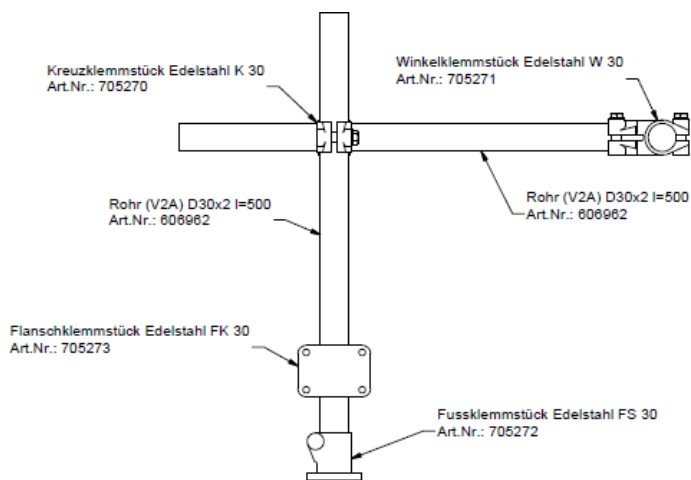 Kreuzklemmstück Edelstahl K 30
Art.Nr.: 705270
Winkelklemmstück Edelstahl W 30
Art.Nr.: 705271
Rohr (V2A) D30x2 l=500
Art.Nr.: 606962
Rohr (V2A) D30x2 l=500
Art.Nr.: 606962
Flanschklemmstück Edelstahl FK 30
Art.Nr.: 705273
Fussklemmstück Edelstahl FS 30
Art.Nr.: 705272